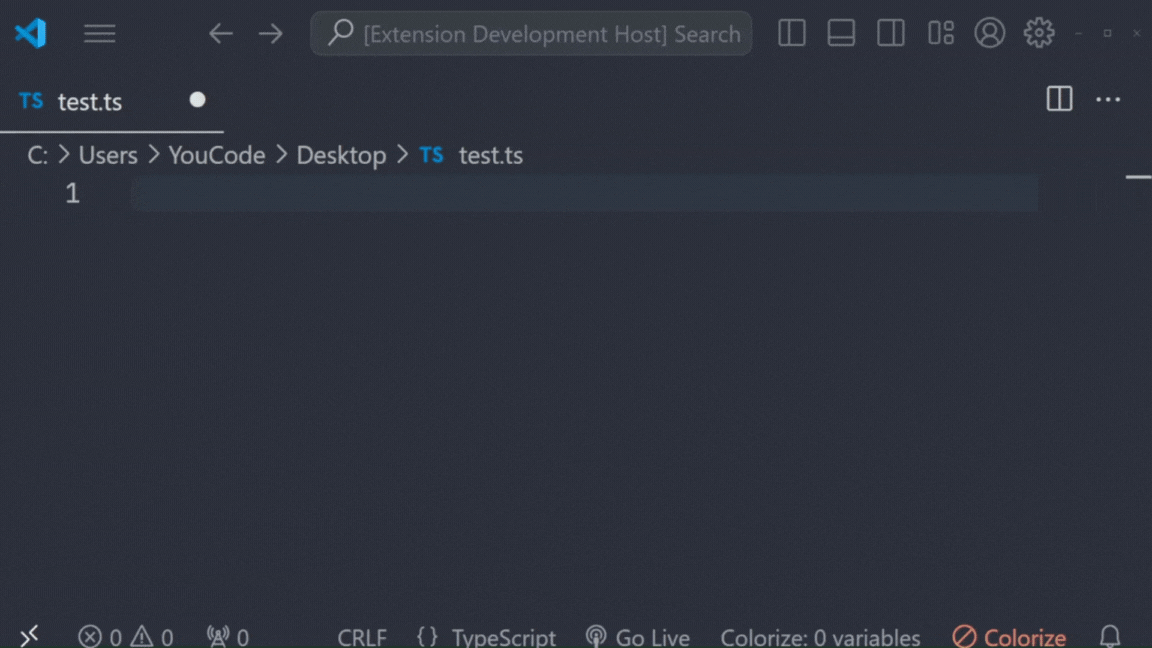 [Extension Development Host] Search
TS test.ts
C: > Users > YouCode > Desktop > TS test.ts
1
0 0 0 CRLF {} TypeScript Go Live Colorize: 0 variables Colorize